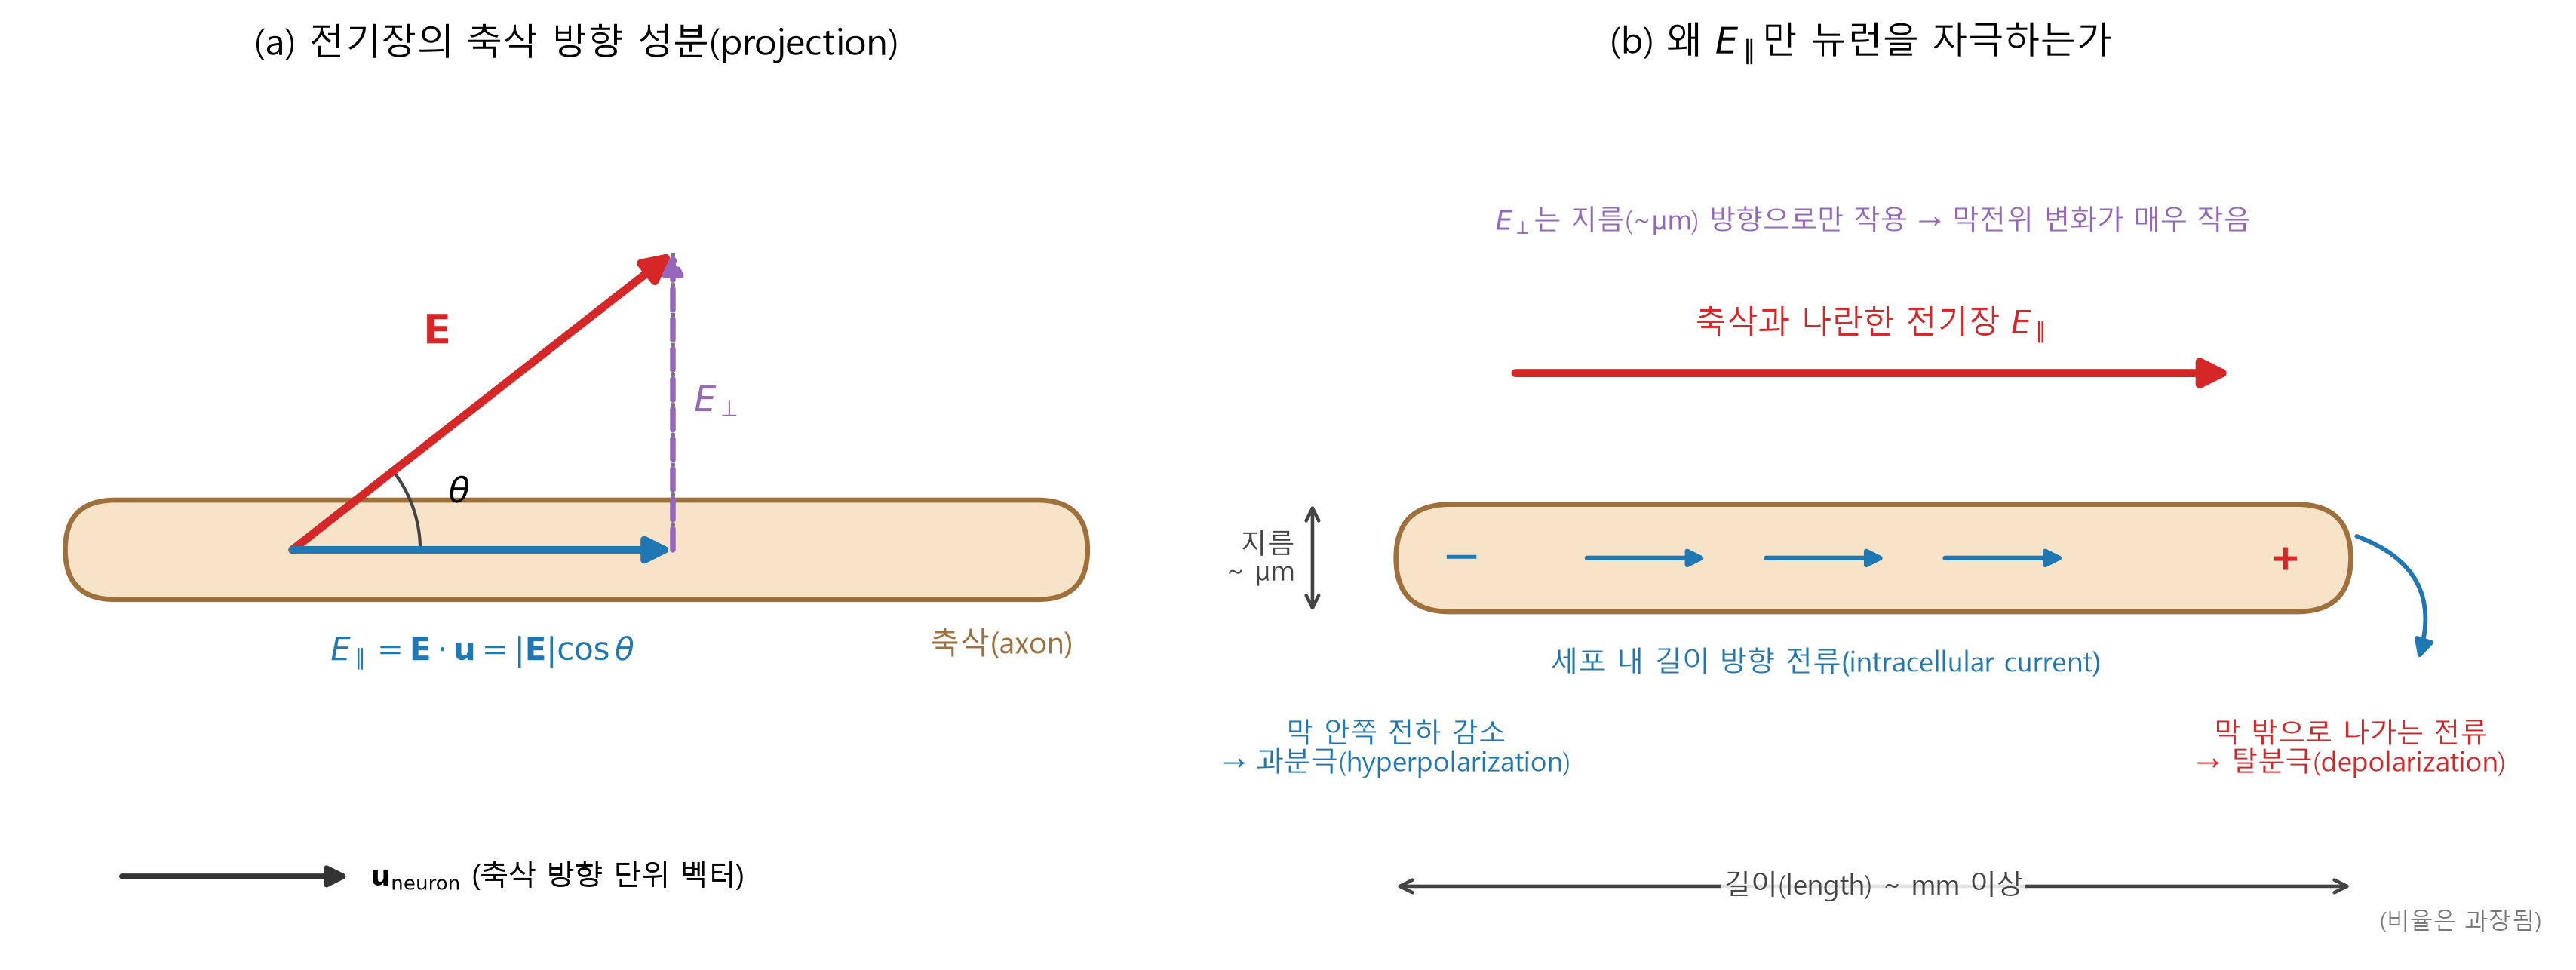 (a) 전기장의 축삭 방향 성분(projection)
E
E⊥
θ
E∥ = E · u = |E|cos θ
축삭(axon)
u_neuron (축삭 방향 단위 벡터)
(b) 왜 E∥만 뉴런을 자극하는가
E⊥는 지름(~µm) 방향으로만 작용 → 막전위 변화가 매우 작음
축삭과 나란한 전기장 E∥
지름
~ µm
−
+
세포 내 길이 방향 전류(intracellular current)
막 안쪽 전하 감소
→ 과분극(hyperpolarization)
막 밖으로 나가는 전류
→ 탈분극(depolarization)
길이(length) ~ mm 이상
(비율은 과장됨)